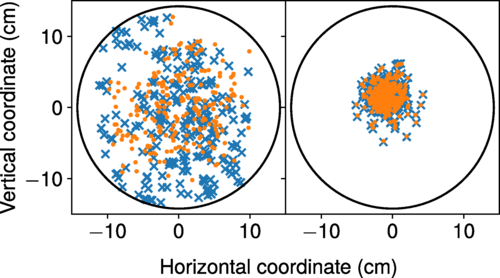 Vertical coordinate (cm)
10
0
−10
−10 0 10 −10 0 10
Horizontal coordinate (cm)